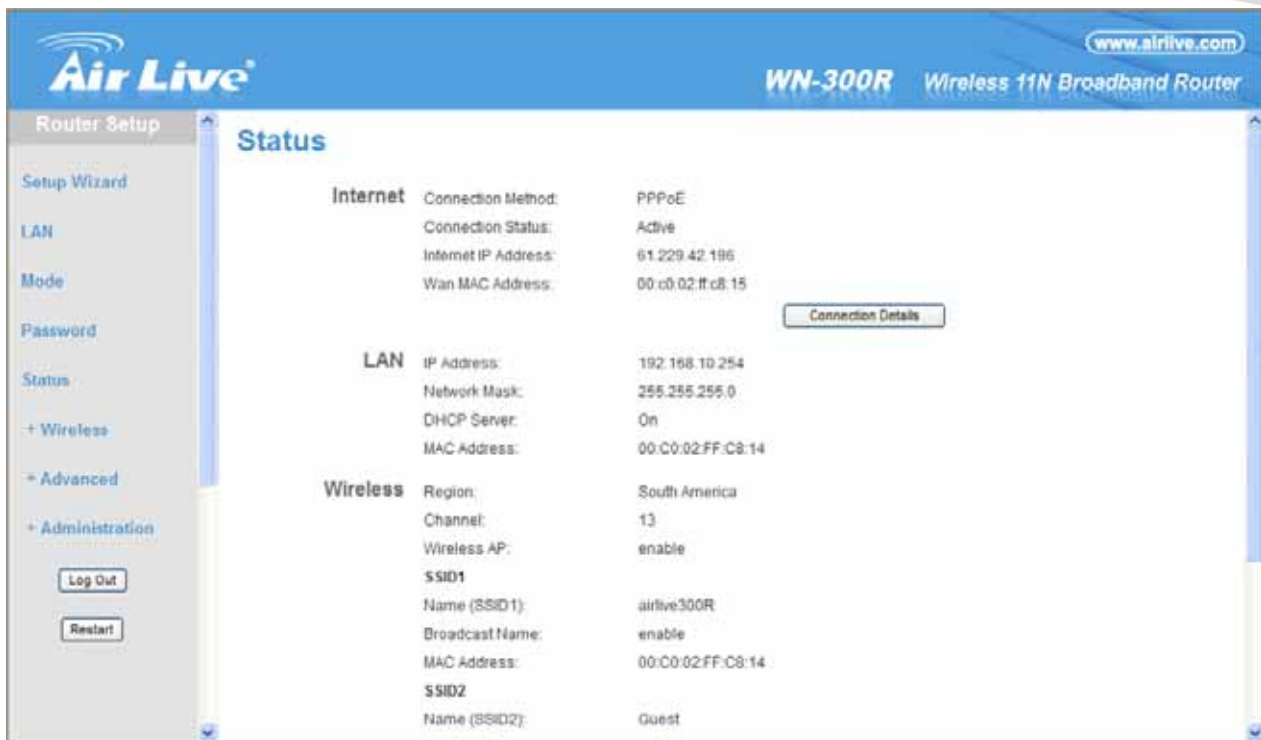 www.airlive.com
Air Live®
WN-300R Wireless 11N Broadband Router
Router Setup
Setup Wizard
LAN
Mode
Password
Status
+ Wireless
+ Advanced
+ Administration
Log Out
Restart
Status
Internet
Connection Method: PPPoE
Connection Status: Active
Internet IP Address: 61.229.42.196
Wan MAC Address: 00:c0:02:ff:c8:15
Connection Details
LAN
IP Address: 192.168.10.254
Network Mask: 255.255.255.0
DHCP Server: On
MAC Address: 00:C0:02:FF:C8:14
Wireless
Region: South America
Channel: 13
Wireless AP: enable
SSID1
Name (SSID1): airlive300R
Broadcast Name: enable
MAC Address: 00:C0:02:FF:C8:14
SSID2
Name (SSID2): Guest